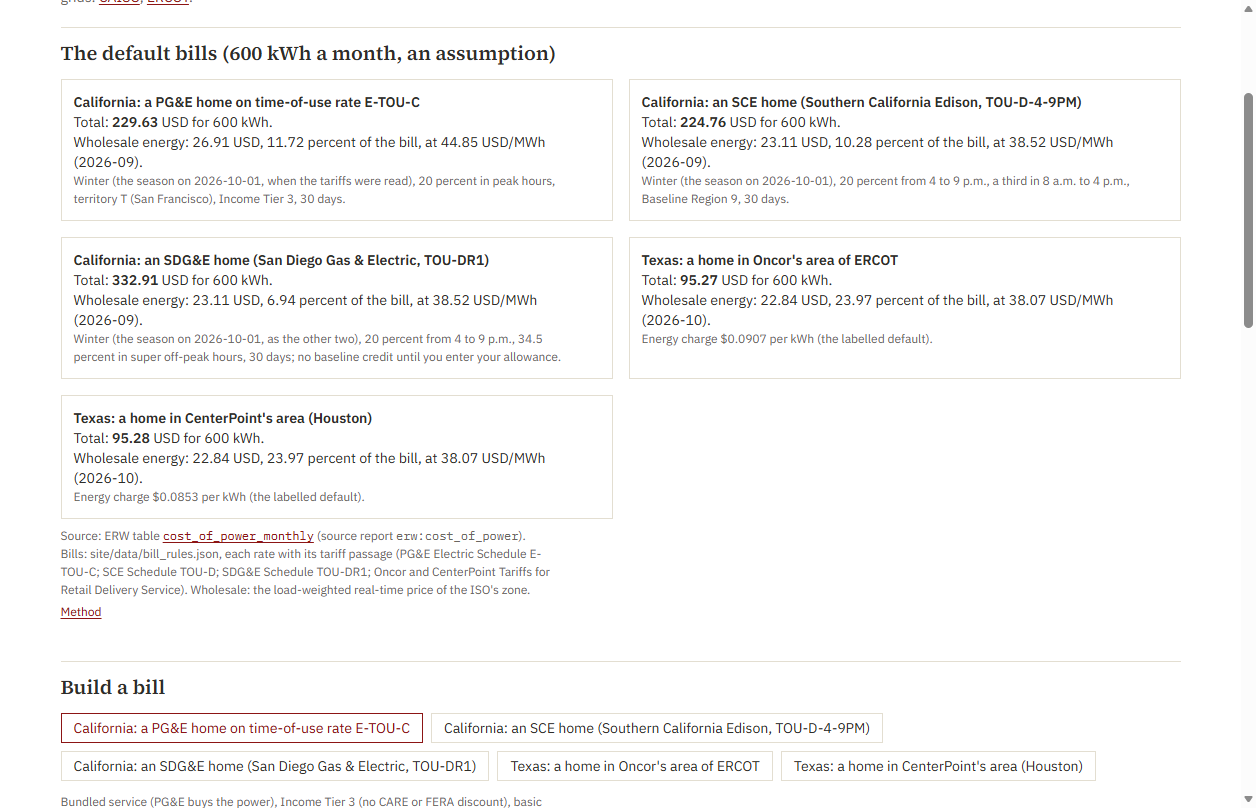 grids: CAISO, ERCOT.
The default bills (600 kWh a month, an assumption)
California: a PG&E home on time-of-use rate E-TOU-C
Total: 229.63 USD for 600 kWh.
Wholesale energy: 26.91 USD, 11.72 percent of the bill, at 44.85 USD/MWh
(2026-09).
Winter (the season on 2026-10-01, when the tariffs were read), 20 percent in peak hours,
territory T (San Francisco), Income Tier 3, 30 days.
California: an SCE home (Southern California Edison, TOU-D-4-9PM)
Total: 224.76 USD for 600 kWh.
Wholesale energy: 23.11 USD, 10.28 percent of the bill, at 38.52 USD/MWh
(2026-09).
Winter (the season on 2026-10-01), 20 percent from 4 to 9 p.m., a third in 8 a.m. to 4 p.m.,
Baseline Region 9, 30 days.
California: an SDG&E home (San Diego Gas & Electric, TOU-DR1)
Total: 332.91 USD for 600 kWh.
Wholesale energy: 23.11 USD, 6.94 percent of the bill, at 38.52 USD/MWh
(2026-09).
Winter (the season on 2026-10-01, as the other two), 20 percent from 4 to 9 p.m., 34.5
percent in super off-peak hours, 30 days; no baseline credit until you enter your allowance.
Texas: a home in Oncor's area of ERCOT
Total: 95.27 USD for 600 kWh.
Wholesale energy: 22.84 USD, 23.97 percent of the bill, at 38.07 USD/MWh
(2026-10).
Energy charge $0.0907 per kWh (the labelled default).
Texas: a home in CenterPoint's area (Houston)
Total: 95.28 USD for 600 kWh.
Wholesale energy: 22.84 USD, 23.97 percent of the bill, at 38.07 USD/MWh
(2026-10).
Energy charge $0.0853 per kWh (the labelled default).
Source: ERW table cost_of_power_monthly (source report erw:cost_of_power).
Bills: site/data/bill_rules.json, each rate with its tariff passage (PG&E Electric Schedule E-
TOU-C; SCE Schedule TOU-D; SDG&E Schedule TOU-DR1; Oncor and CenterPoint Tariffs for
Retail Delivery Service). Wholesale: the load-weighted real-time price of the ISO's zone.
Method
Build a bill
California: a PG&E home on time-of-use rate E-TOU-C
California: an SCE home (Southern California Edison, TOU-D-4-9PM)
California: an SDG&E home (San Diego Gas & Electric, TOU-DR1)
Texas: a home in Oncor's area of ERCOT
Texas: a home in CenterPoint's area (Houston)
Bundled service (PG&E buys the power), Income Tier 3 (no CARE or FERA discount), basic